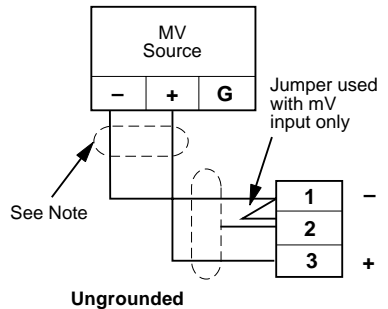 MV
Source
– + G
Jumper used
with mV
input only
See Note
1 –
2
3 +
Ungrounded